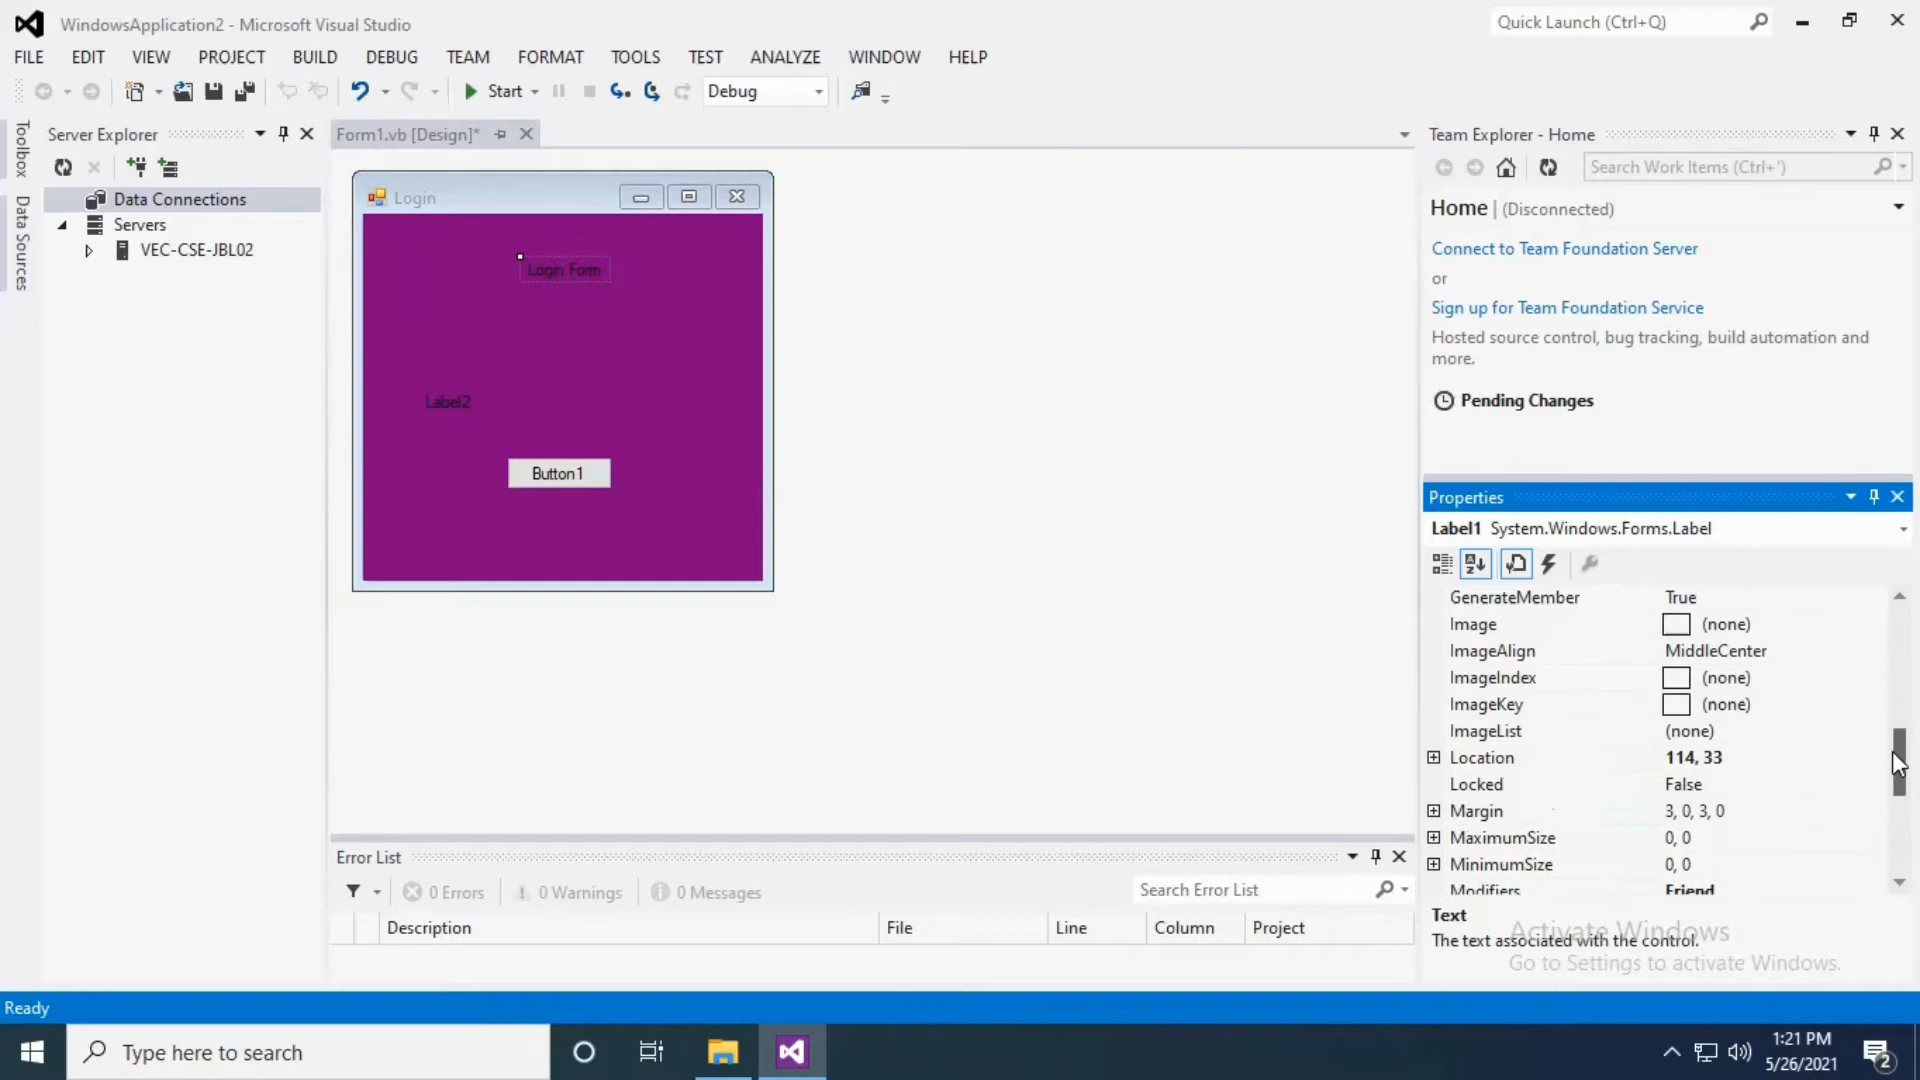 WindowsApplication2 - Microsoft Visual Studio
Quick Launch (Ctrl+Q)
FILE EDIT VIEW PROJECT BUILD DEBUG TEAM FORMAT TOOLS TEST ANALYZE WINDOW HELP
Start Debug
Toolbox
Data Sources
Server Explorer
Data Connections
Servers
VEC-CSE-JBL02
Form1.vb [Design]*
Login
Login Form
Label2
Button1
Team Explorer - Home
Search Work Items (Ctrl+')
Home | (Disconnected)
Connect to Team Foundation Server
or
Sign up for Team Foundation Service
Hosted source control, bug tracking, build automation and
more.
Pending Changes
Properties
Label1 System.Windows.Forms.Label
GenerateMember True
Image (none)
ImageAlign MiddleCenter
ImageIndex (none)
ImageKey (none)
ImageList (none)
Location 114, 33
Locked False
Margin 3, 0, 3, 0
MaximumSize 0, 0
MinimumSize 0, 0
Modifiers Friend
Text
The text associated with the control.
Activate Windows
Go to Settings to activate Windows.
Error List
0 Errors 0 Warnings 0 Messages
Search Error List
Description File Line Column Project
Ready
Type here to search
1:21 PM
5/26/2021
2